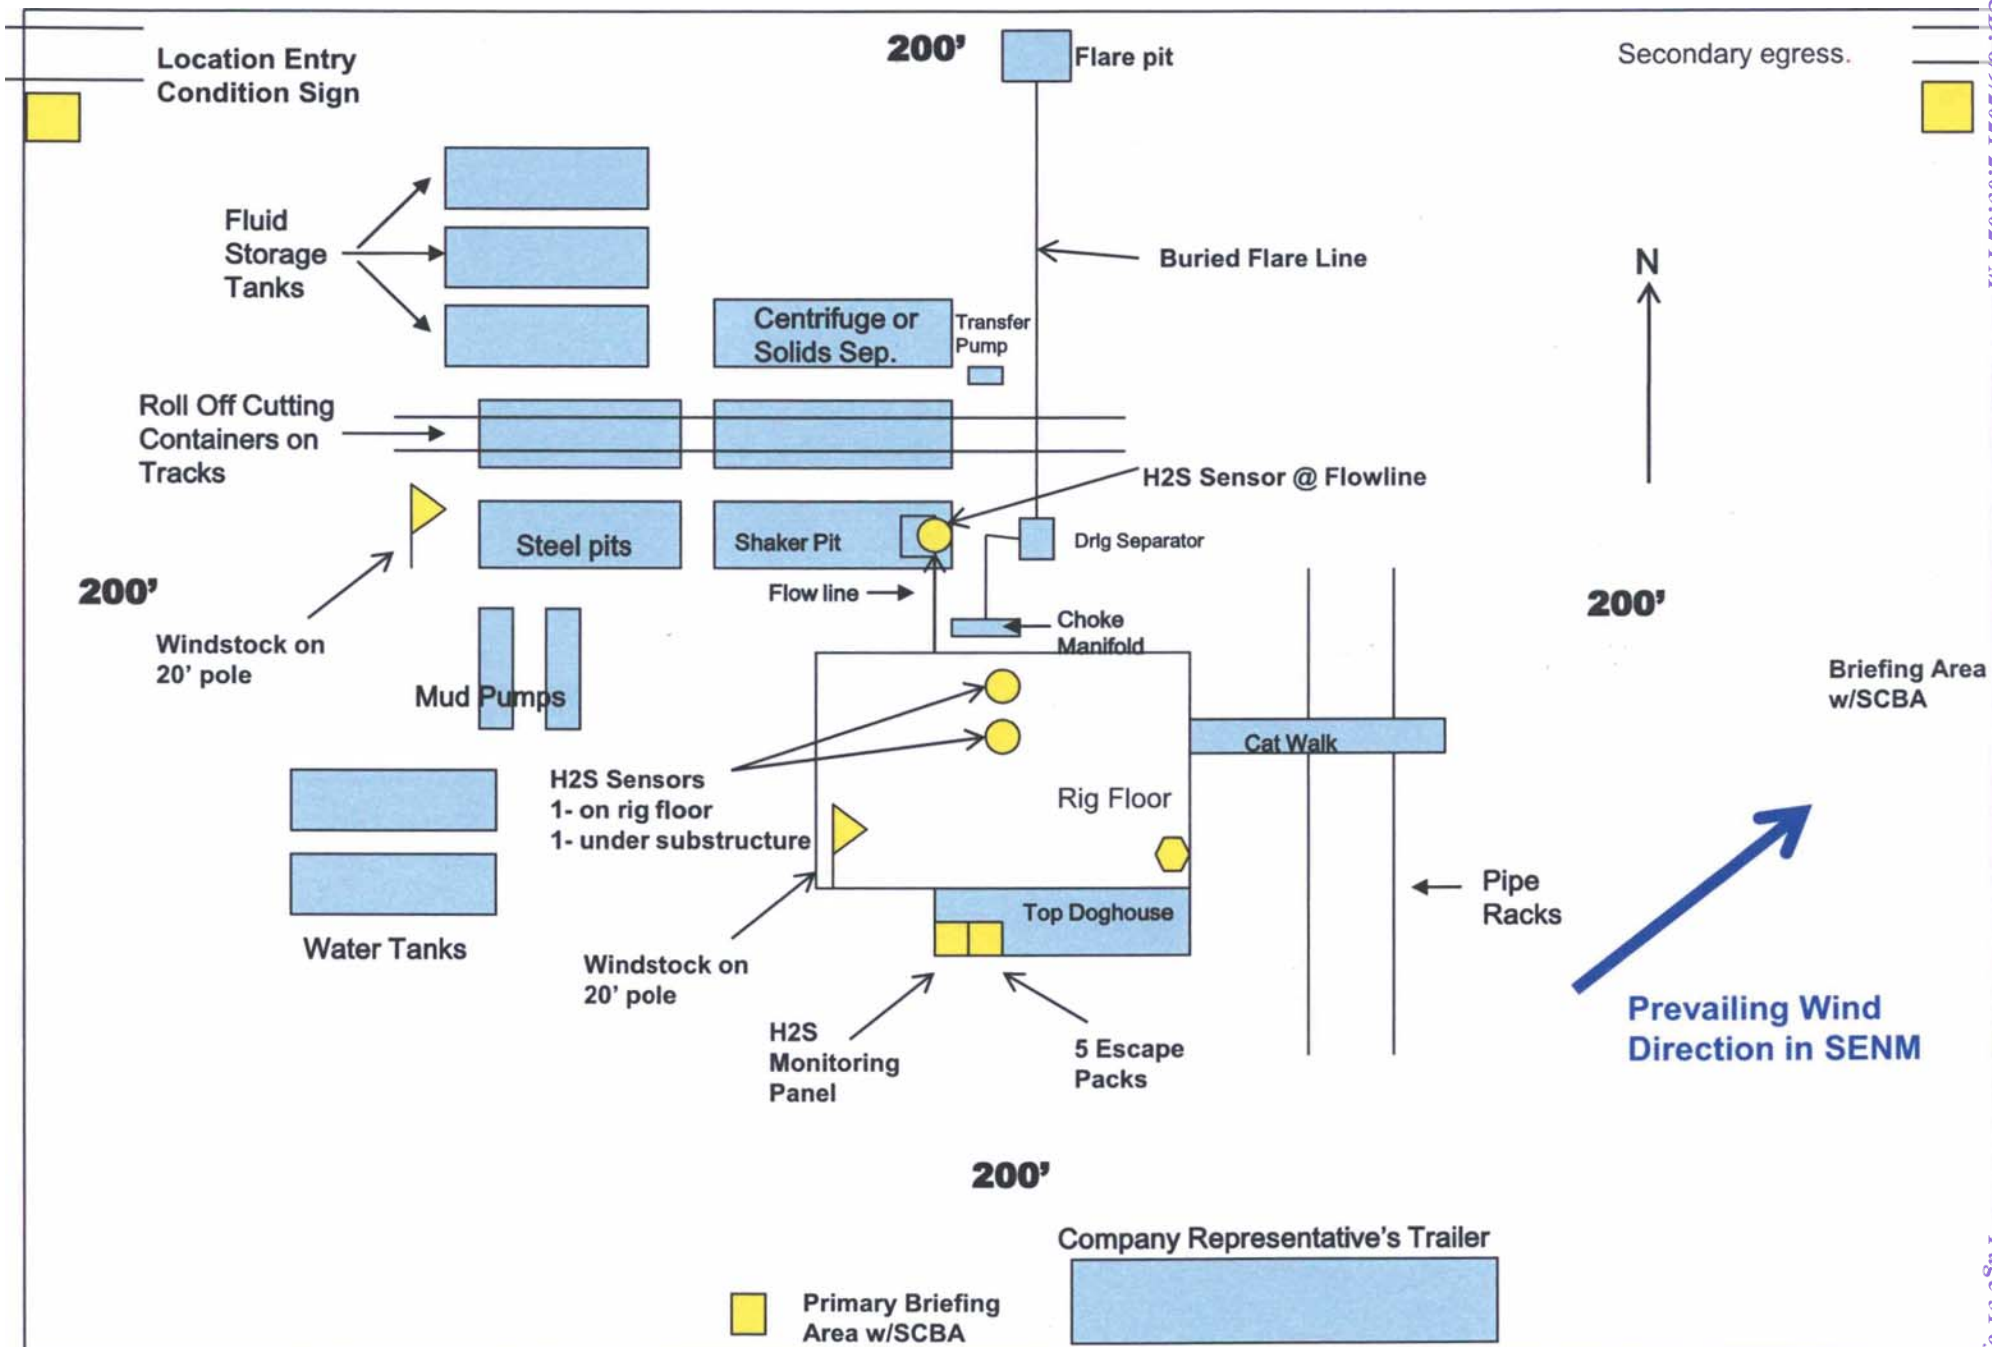 Location Entry
Condition Sign
200'
Flare pit
Secondary egress.
Fluid
Storage
Tanks
Buried Flare Line
N
Centrifuge or
Solids Sep.
Transfer
Pump
Roll Off Cutting
Containers on
Tracks
H2S Sensor @ Flowline
Steel pits
Shaker Pit
Drlg Separator
200'
Flow line
200'
Windstock on
20' pole
Choke
Manifold
Mud Pumps
Briefing Area
w/SCBA
Cat Walk
H2S Sensors
1- on rig floor
1- under substructure
Rig Floor
Pipe
Racks
Top Doghouse
Water Tanks
Windstock on
20' pole
Prevailing Wind
Direction in SENM
H2S
Monitoring
Panel
5 Escape
Packs
200'
Company Representative's Trailer
Primary Briefing
Area w/SCBA